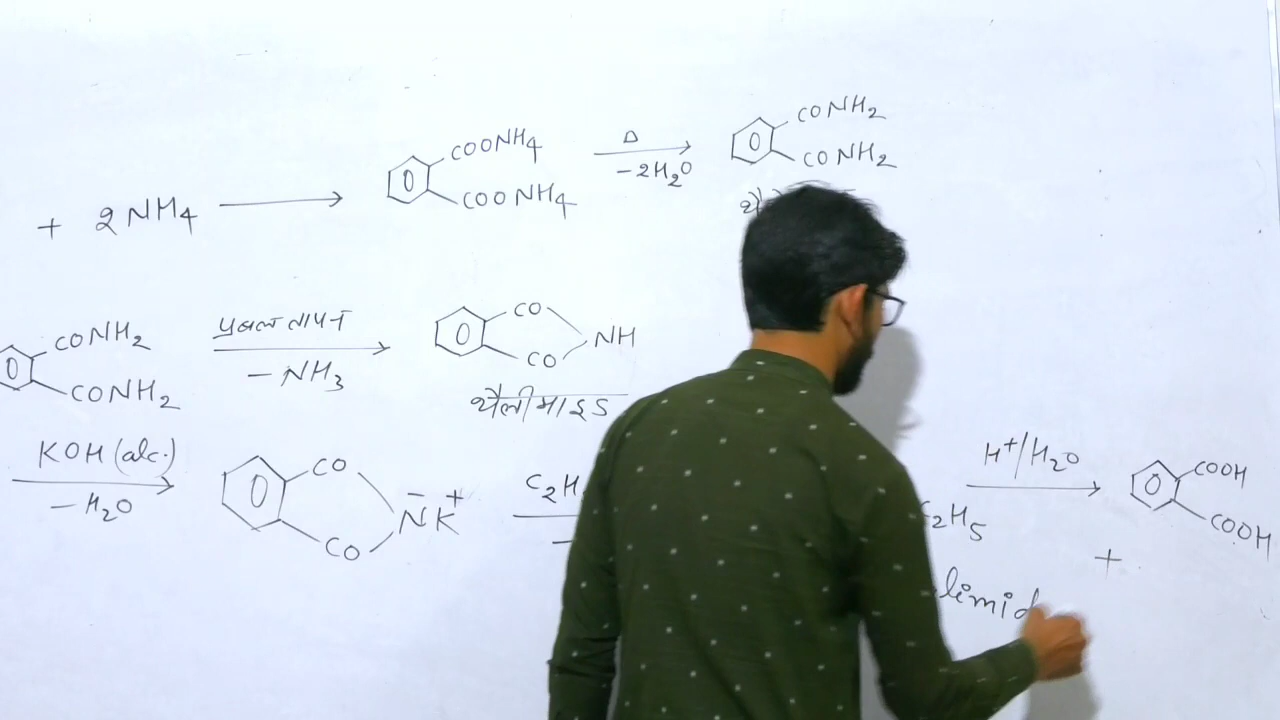 + 2NH4 → COONH4 Δ CONH2
COONH4 -2H2O CONH2
CONH2 प्रबल तापन CO
CONH2 -NH3 CO NH
थैलीमाइड
KOH(alc.) CO C2H H+/H2O COOH
-H2O CO N̄K+ C2H5 COOH
+
limid